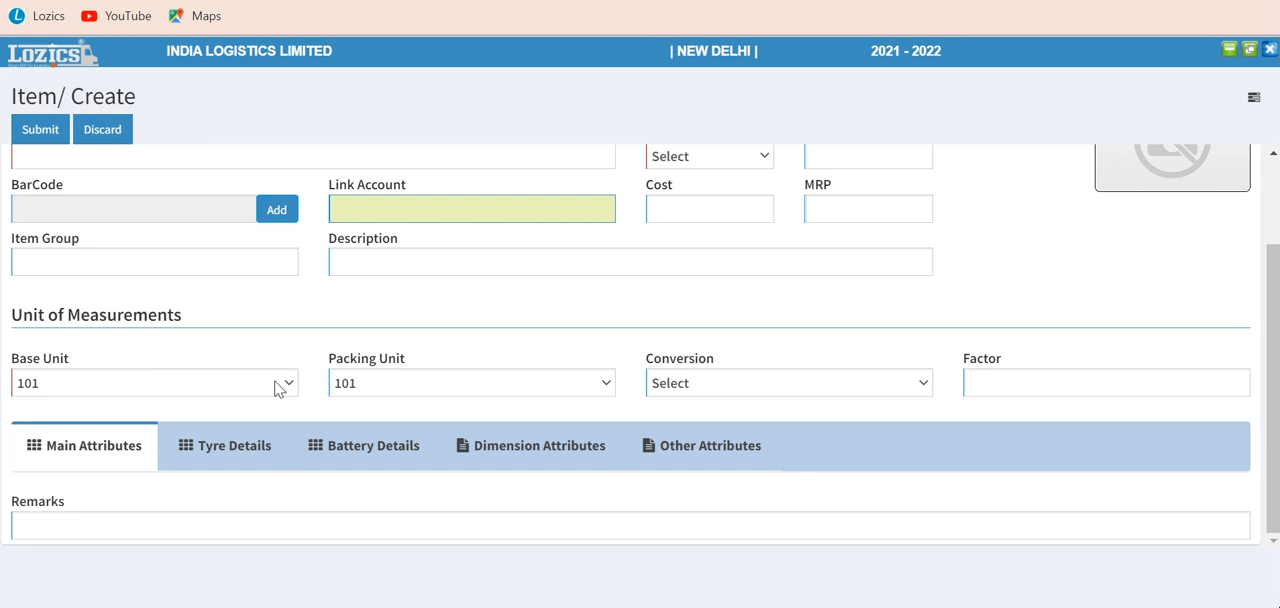 Lozics YouTube Maps
LOZICS INDIA LOGISTICS LIMITED | NEW DELHI | 2021 - 2022
Item/ Create
Submit Discard
Select
BarCode Link Account Cost MRP
Add
Item Group Description
Unit of Measurements
Base Unit Packing Unit Conversion Factor
101 101 Select
Main Attributes Tyre Details Battery Details Dimension Attributes Other Attributes
Remarks